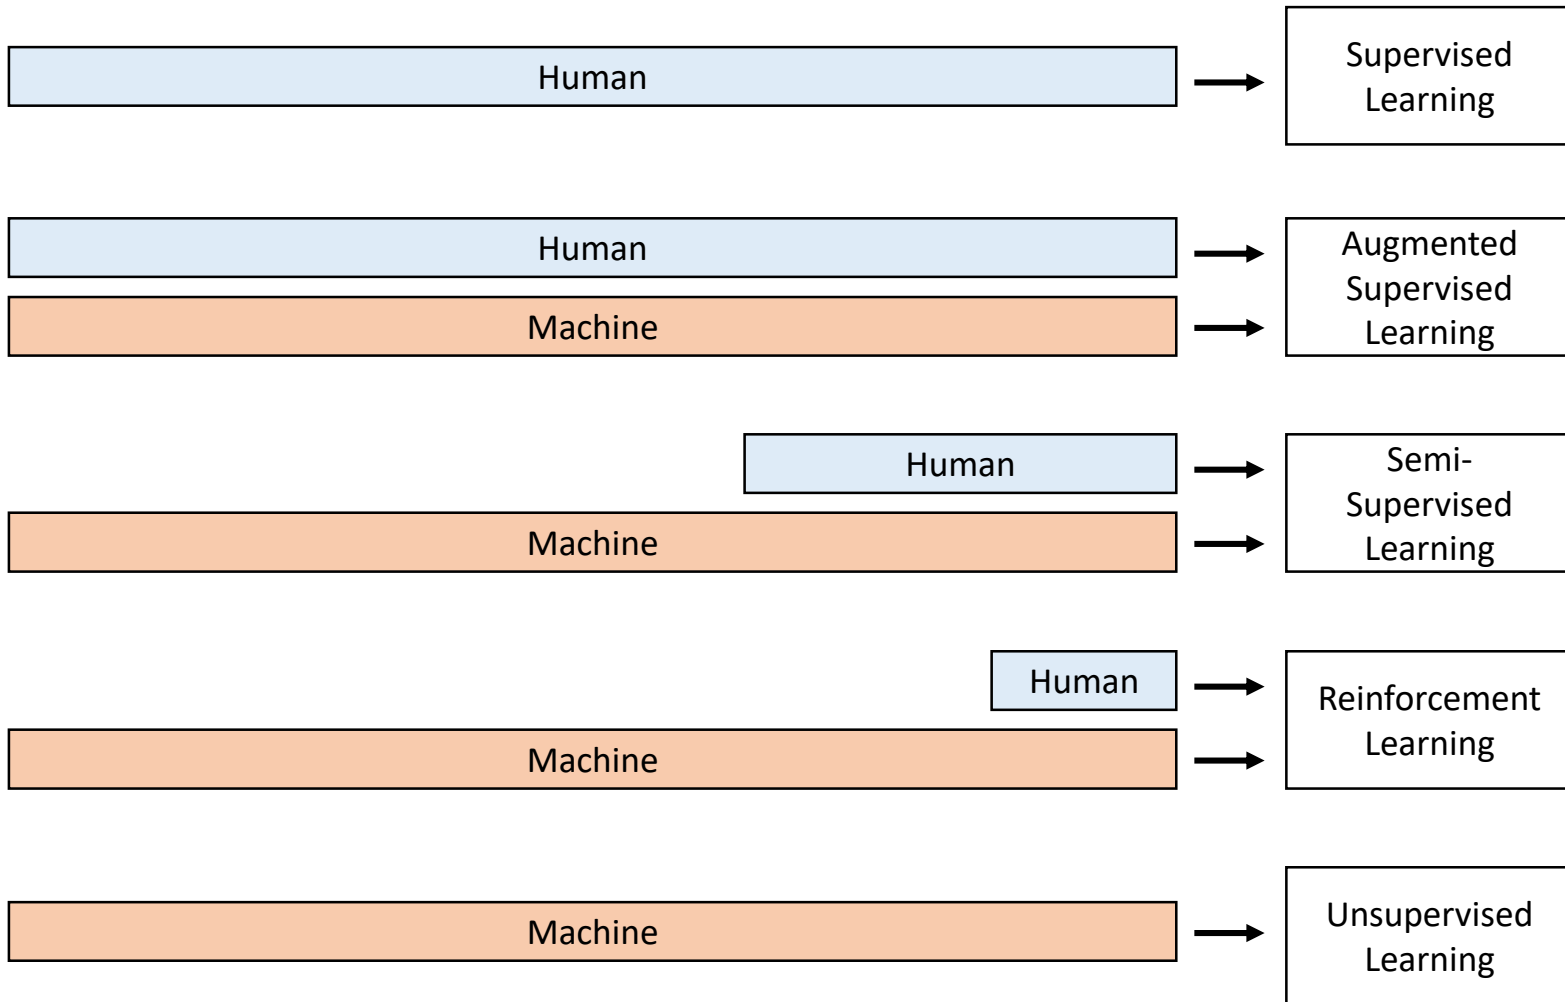 Human
Supervised
Learning
Human
Machine
Augmented
Supervised
Learning
Human
Machine
Semi-
Supervised
Learning
Human
Machine
Reinforcement
Learning
Machine
Unsupervised
Learning